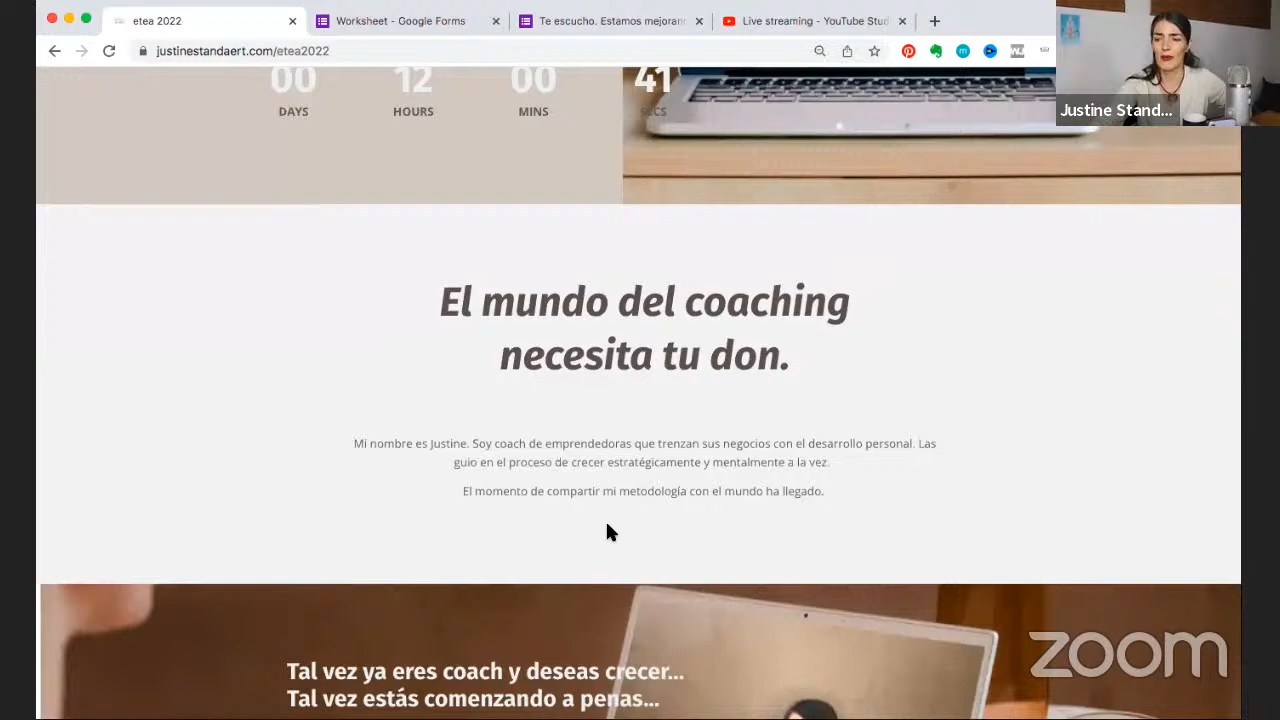 etea 2022
Worksheet - Google Forms
Te escucho. Estamos mejoran
Live streaming - YouTube Stud
justinestandaert.com/etea2022
Justine Stand...
00 12 00 41
DAYS HOURS MINS SECS
El mundo del coaching
necesita tu don.
Mi nombre es Justine. Soy coach de emprendedoras que trenzan sus negocios con el desarrollo personal. Las
guio en el proceso de crecer estratégicamente y mentalmente a la vez.
El momento de compartir mi metodología con el mundo ha llegado.
Tal vez ya eres coach y deseas crecer...
Tal vez estás comenzando a penas...
zoom